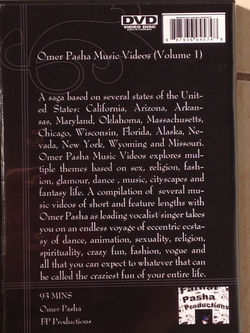 DVD
VIDEO DISC
Omer Pasha Music Videos (Volume 1)
A saga based on several states of the Unit-
ed States: California, Arizona, Arkan-
sas, Maryland, Oklahoma, Massachusetts,
Chicago, Wisconsin, Florida, Alaska, Ne-
vada, New York, Wyoming and Missouri.
Omer Pasha Music Videos explores mul-
tiple themes based on sex, religion, fash-
ion, glamour, dance , music, cityscapes and
fantasy life. A compilation of several mu-
sic videos of short and feature lengths with
Omer Pasha as leading vocalist singer takes
you on an endless voyage of eccentric ecsta-
sy of dance, animation, sexuality, religion,
spirituality, crazy fun, fashion, vogue and
all that you can expect to whatever that can
be called the craziest fun of your entire life.
93 MINS
Omer Pasha
FP Productions
Pasha
Productions